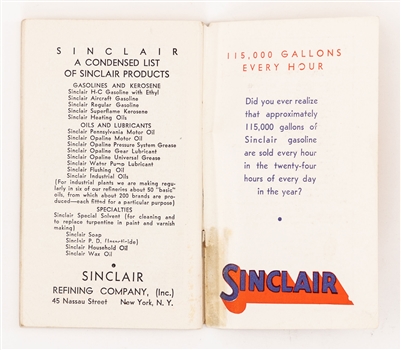 SINCLAIR
A CONDENSED LIST
OF SINCLAIR PRODUCTS
GASOLINES AND KEROSENE
Sinclair H-C Gasoline with Ethyl
Sinclair Aircraft Gasoline
Sinclair Regular Gasoline
Sinclair Superflame Kerosene
Sinclair Heating Oils
OILS AND LUBRICANTS
Sinclair Pennsylvania Motor Oil
Sinclair Opaline Motor Oil
Sinclair Opaline Pressure System Grease
Sinclair Opaline Gear Lubricant
Sinclair Opaline Universal Grease
Sinclair Water Pump Lubricant
Sinclair Flushing Oil
Sinclair Industrial Oils
(For industrial plants we are making regu-
larly in six of our refineries about 50 "basic"
oils, from which about 200 brands are pro-
duced—each fitted for a particular purpose)
SPECIALTIES
Sinclair Special Solvent (for cleaning and
to replace turpentine in paint and varnish
making)
Sinclair Soap
Sinclair P. D. (Insecticide)
Sinclair Household Oil
Sinclair Wax Oil
SINCLAIR
REFINING COMPANY, (Inc.)
45 Nassau Street New York, N. Y.
115,000 GALLONS
EVERY HOUR
Did you ever realize
that approximately
115,000 gallons of
Sinclair gasoline
are sold every hour
in the twenty-four
hours of every day
in the year?
SINCLAIR